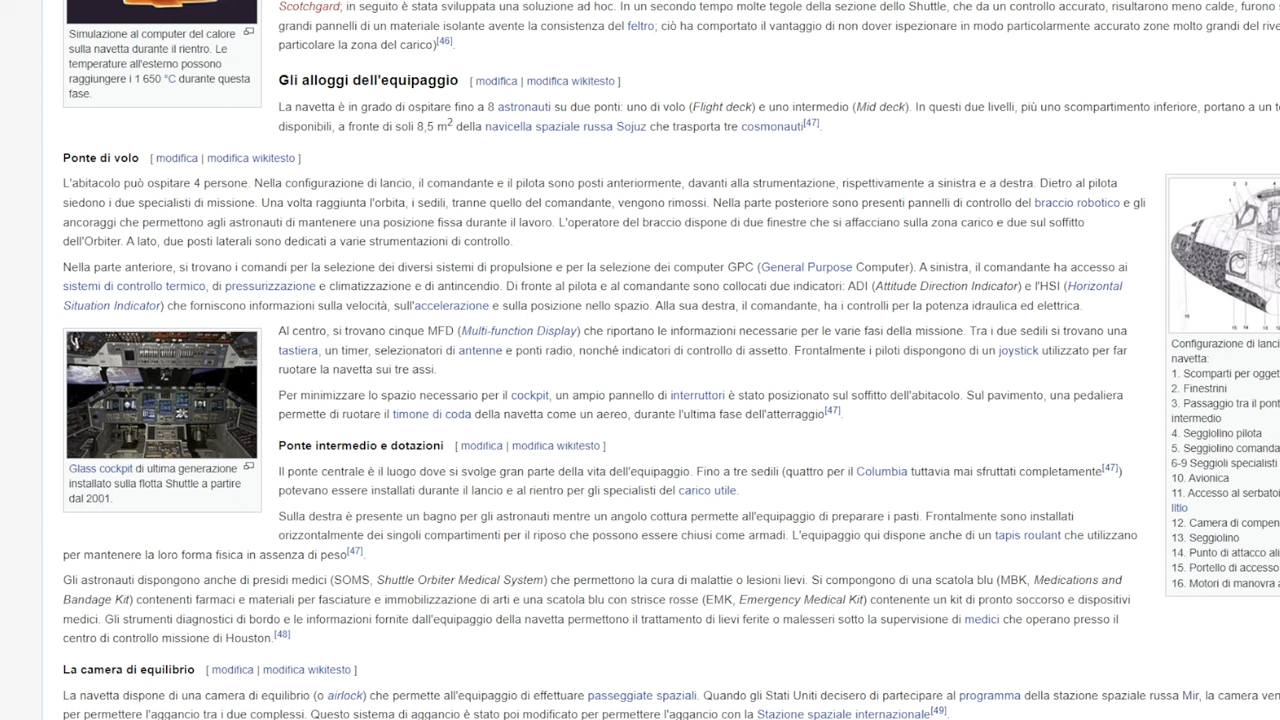 Scotchgard; in seguito è stata sviluppata una soluzione ad hoc. In un secondo tempo molte tegole della sezione dello Shuttle, che da un controllo accurato, risultarono meno calde, furono
grandi pannelli di un materiale isolante avente la consistenza del feltro; ciò ha comportato il vantaggio di non dover ispezionare in modo particolarmente accurato zone molto grandi del
particolare la zona del carico)[46].
Simulazione al computer del calore
sulla navetta durante il rientro. Le
temperature all'esterno possono
raggiungere i 1 650 °C durante questa
fase.
Gli alloggi dell'equipaggio [ modifica | modifica wikitesto ]
La navetta è in grado di ospitare fino a 8 astronauti su due ponti: uno di volo (Flight deck) e uno intermedio (Mid deck). In questi due livelli, più uno scompartimento inferiore, portano a un
disponibili, a fronte di soli 8,5 m2 della navicella spaziale russa Sojuz che trasporta tre cosmonauti[47].
Ponte di volo [ modifica | modifica wikitesto ]
L'abitacolo può ospitare 4 persone. Nella configurazione di lancio, il comandante e il pilota sono posti anteriormente, davanti alla strumentazione, rispettivamente a sinistra e a destra. Dietro al pilota
siedono i due specialisti di missione. Una volta raggiunta l'orbita, i sedili, tranne quello del comandante, vengono rimossi. Nella parte posteriore sono presenti pannelli di controllo del braccio robotico e gli
ancoraggi che permettono agli astronauti di mantenere una posizione fissa durante il lavoro. L'operatore del braccio dispone di due finestre che si affacciano sulla zona carico e due sul soffitto
dell'Orbiter. A lato, due posti laterali sono dedicati a varie strumentazioni di controllo.
Nella parte anteriore, si trovano i comandi per la selezione dei diversi sistemi di propulsione e per la selezione dei computer GPC (General Purpose Computer). A sinistra, il comandante ha accesso ai
sistemi di controllo termico, di pressurizzazione e climatizzazione e di antincendio. Di fronte al pilota e al comandante sono collocati due indicatori: ADI (Attitude Direction Indicator) e l'HSI (Horizontal
Situation Indicator) che forniscono informazioni sulla velocità, sull'accelerazione e sulla posizione nello spazio. Alla sua destra, il comandante, ha i controlli per la potenza idraulica ed elettrica.
Al centro, si trovano cinque MFD (Multi-function Display) che riportano le informazioni necessarie per le varie fasi della missione. Tra i due sedili si trovano una
tastiera, un timer, selezionatori di antenne e ponti radio, nonché indicatori di controllo di assetto. Frontalmente i piloti dispongono di un joystick utilizzato per far
ruotare la navetta sui tre assi.
Per minimizzare lo spazio necessario per il cockpit, un ampio pannello di interruttori è stato posizionato sul soffitto dell'abitacolo. Sul pavimento, una pedaliera
permette di ruotare il timone di coda della navetta come un aereo, durante l'ultima fase dell'atterraggio[47].
Glass cockpit di ultima generazione
installato sulla flotta Shuttle a partire
dal 2001.
Ponte intermedio e dotazioni [ modifica | modifica wikitesto ]
Il ponte centrale è il luogo dove si svolge gran parte della vita dell'equipaggio. Fino a tre sedili (quattro per il Columbia tuttavia mai sfruttati completamente[47])
potevano essere installati durante il lancio e al rientro per gli specialisti del carico utile.
Sulla destra è presente un bagno per gli astronauti mentre un angolo cottura permette all'equipaggio di preparare i pasti. Frontalmente sono installati
orizzontalmente dei singoli compartimenti per il riposo che possono essere chiusi come armadi. L'equipaggio qui dispone anche di un tapis roulant che utilizzano
per mantenere la loro forma fisica in assenza di peso[47].
Gli astronauti dispongono anche di presidi medici (SOMS, Shuttle Orbiter Medical System) che permettono la cura di malattie o lesioni lievi. Si compongono di una scatola blu (MBK, Medications and
Bandage Kit) contenenti farmaci e materiali per fasciature e immobilizzazione di arti e una scatola blu con strisce rosse (EMK, Emergency Medical Kit) contenente un kit di pronto soccorso e dispositivi
medici. Gli strumenti diagnostici di bordo e le informazioni fornite dall'equipaggio della navetta permettono il trattamento di lievi ferite o malesseri sotto la supervisione di medici che operano presso il
centro di controllo missione di Houston.[48]
La camera di equilibrio [ modifica | modifica wikitesto ]
La navetta dispone di una camera di equilibrio (o airlock) che permette all'equipaggio di effettuare passeggiate spaziali. Quando gli Stati Uniti decisero di partecipare al programma della stazione spaziale russa Mir, la camera
per permettere l'aggancio tra i due complessi. Questo sistema di aggancio è stato poi modificato per permettere l'aggancio con la Stazione spaziale internazionale[49].
Configurazione di
navetta:
1. Scomparti per
2. Finestrini
3. Passaggio tra il
intermedio
4. Seggiolino pilota
5. Seggiolino
6-9 Seggioli specialisti
10. Avionica
11. Accesso al
litio
12. Camera di
13. Seggiolino
14. Punto di attacco
15. Portello di accesso
16. Motori di manovra